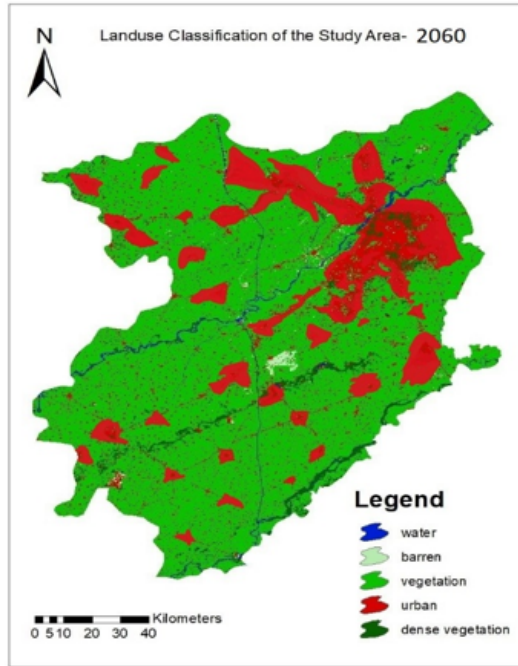 N
Landuse Classification of the Study Area- 2060
Legend
water
barren
vegetation
urban
dense vegetation
Kilometers
0 5 10 20 30 40